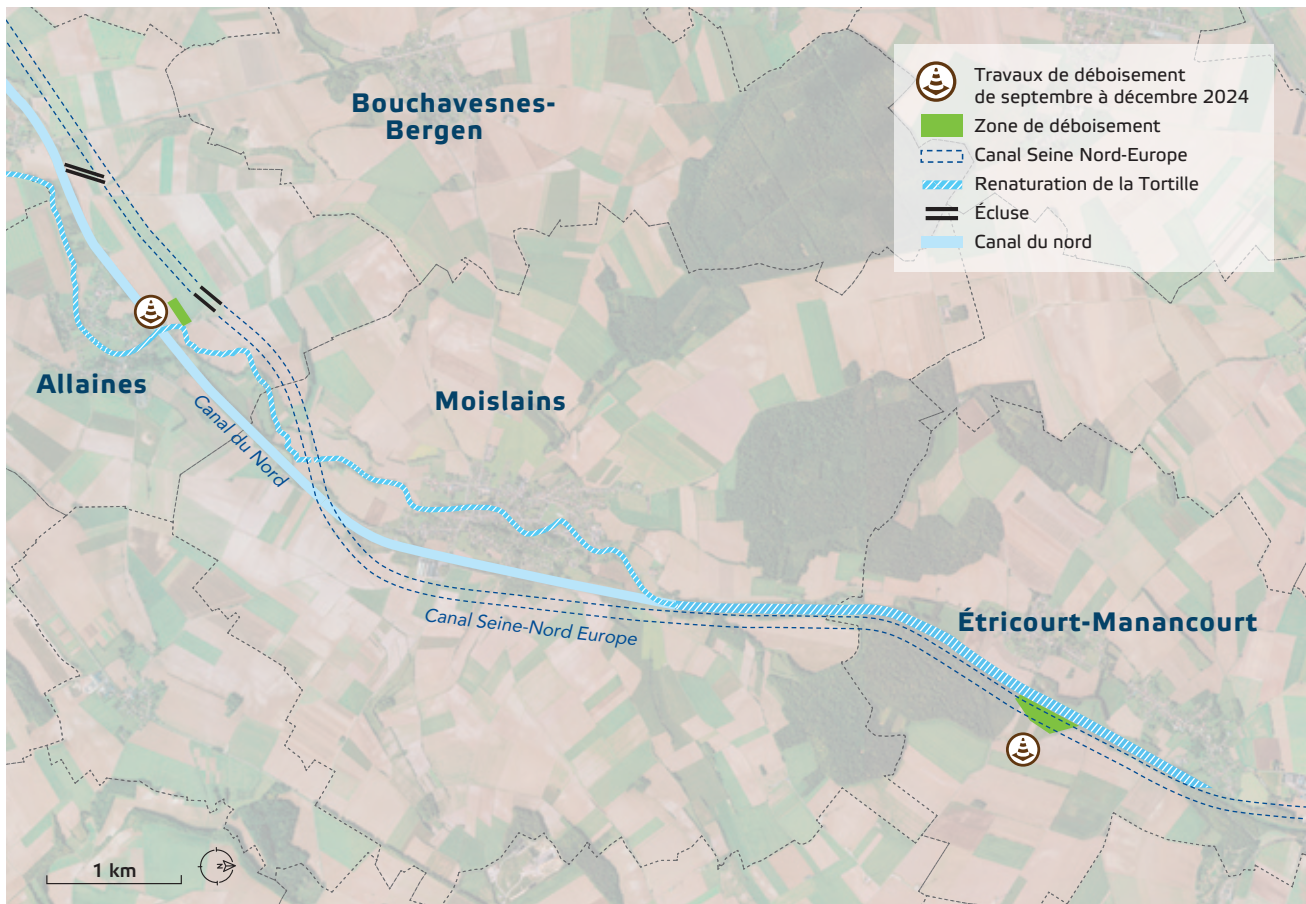 Travaux de déboisement
de septembre à décembre 2024
Zone de déboisement
Canal Seine Nord-Europe
Renaturation de la Tortille
Écluse
Canal du nord
Bouchavesnes-
Bergen
Allaines
Moislains
Canal du Nord
Canal Seine-Nord Europe
Étricourt-Manancourt
1 km
N